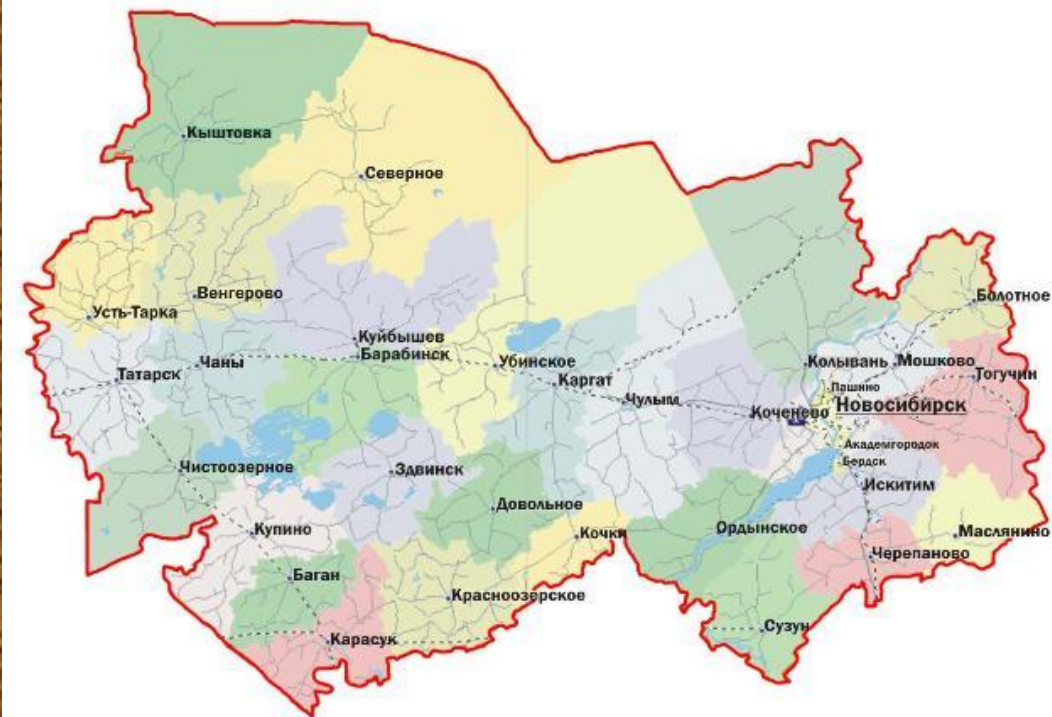 Кыштовка
Северное
Венгерово
Болотное
Усть-Тарка
Куйбышев
Барабинск
Чаны
Убинское
Колывань
Мошково
Татарск
Каргат
Тогучин
Пашино
Чулым
Коченево
Новосибирск
Академгородок
Бердск
Чистоозерное
Здвинск
Искитим
Довольное
Ордынское
Купино
Кочки
Маслянино
Черепаново
Баган
Красноозерское
Сузун
Карасук